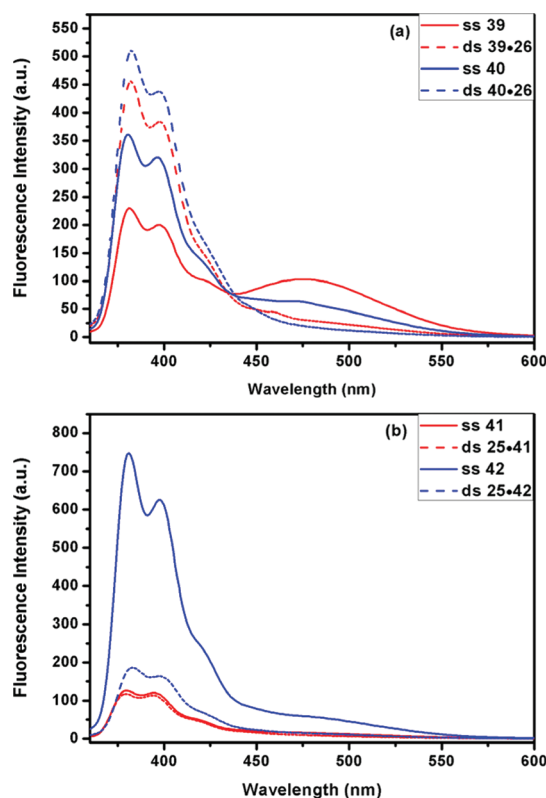 (a)
ss 39
ds 39•26
ss 40
ds 40•26
Fluorescence Intensity (a.u.)
550
500
450
400
350
300
250
200
150
100
50
0
400 450 500 550 600
Wavelength (nm)
(b)
ss 41
ds 25•41
ss 42
ds 25•42
Fluorescence Intensity (a.u.)
800
700
600
500
400
300
200
100
0
400 450 500 550 600
Wavelength (nm)